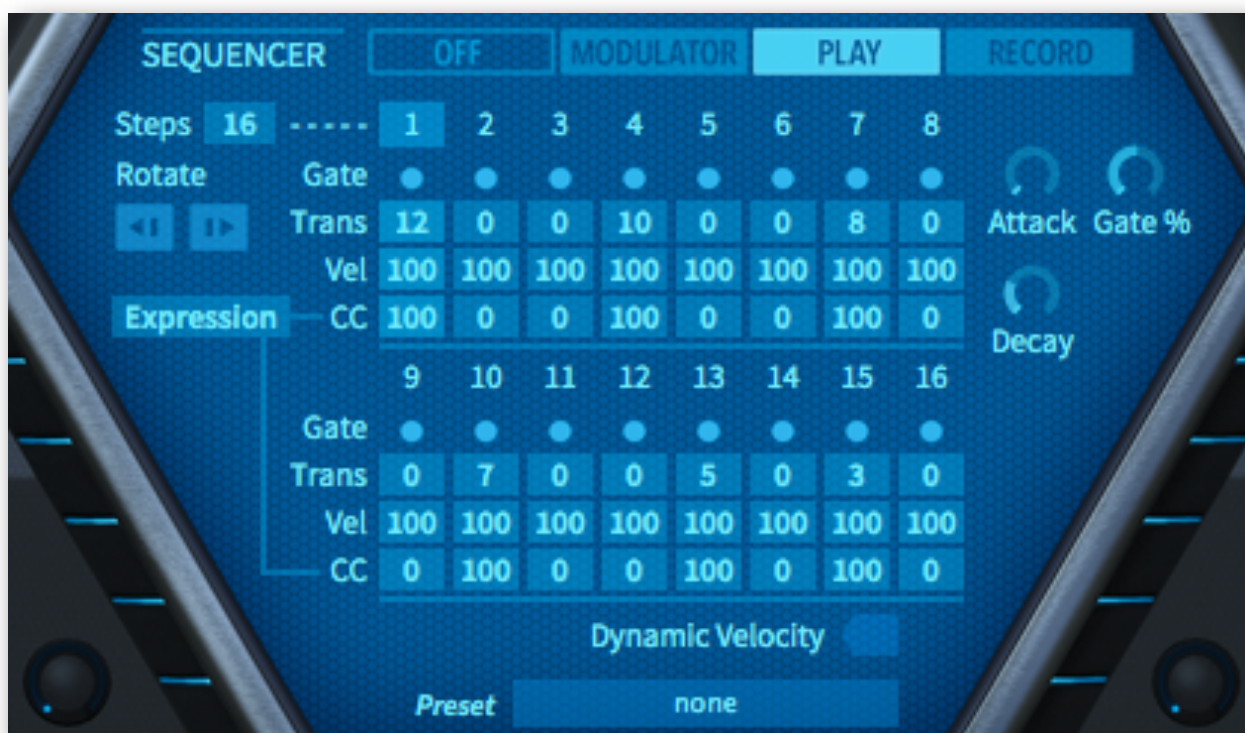 SEQUENCER OFF MODULATOR PLAY RECORD
Steps 16 ----- 1 2 3 4 5 6 7 8
Rotate Gate
Trans 12 0 0 10 0 0 8 0
Attack Gate %
Vel 100 100 100 100 100 100 100 100
Expression CC 100 0 0 100 0 0 100 0
Decay
9 10 11 12 13 14 15 16
Gate
Trans 0 7 0 0 5 0 3 0
Vel 100 100 100 100 100 100 100 100
CC 0 100 0 0 100 0 100 0
Dynamic Velocity
Preset none